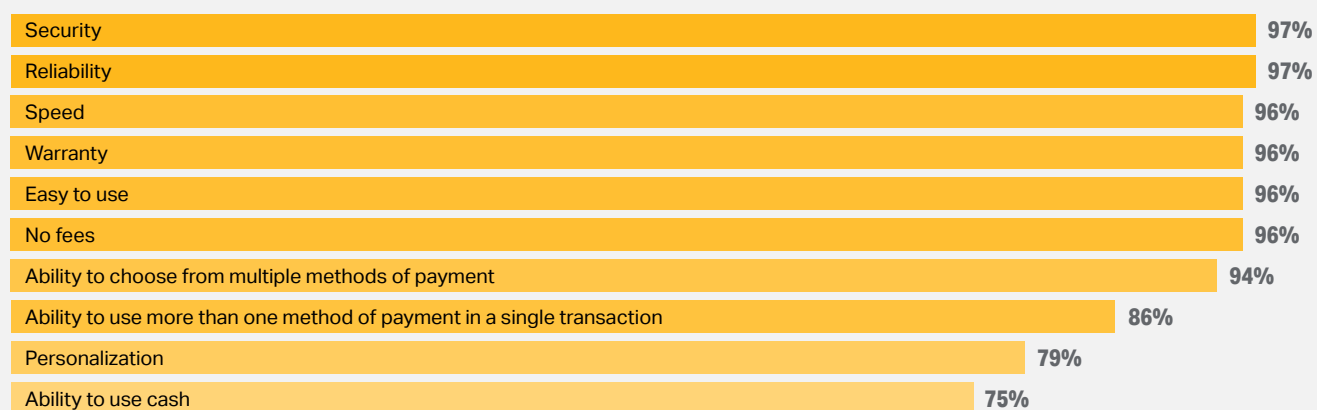 Security 97%
Reliability 97%
Speed 96%
Warranty 96%
Easy to use 96%
No fees 96%
Ability to choose from multiple methods of payment 94%
Ability to use more than one method of payment in a single transaction 86%
Personalization 79%
Ability to use cash 75%